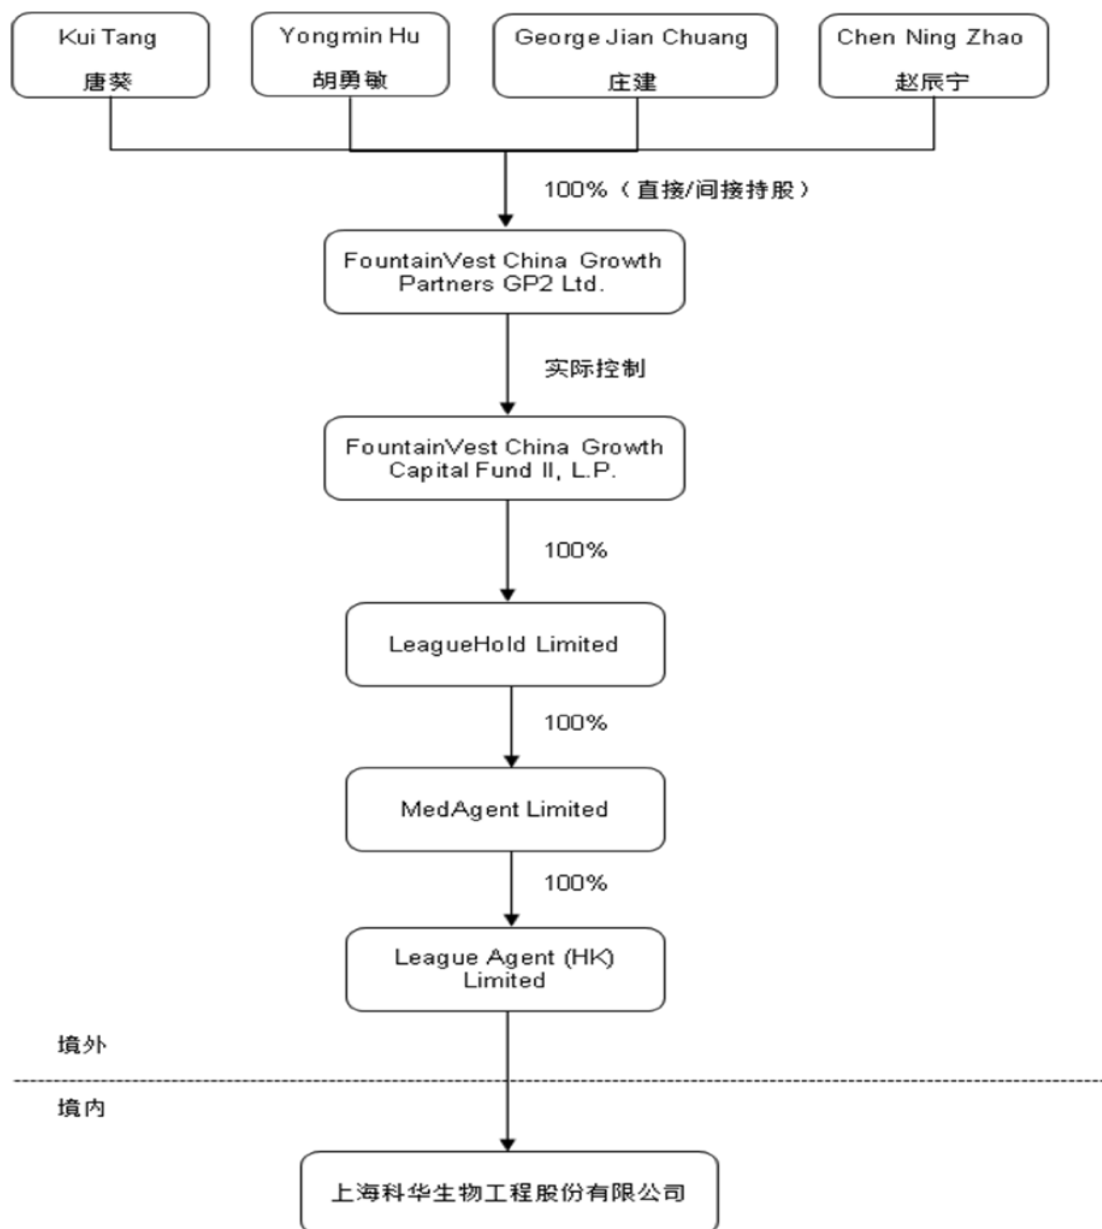 Kui Tang
唐葵
Yongmin Hu
胡勇敏
George Jian Chuang
庄建
Chen Ning Zhao
赵辰宁
100%（直接/间接持股）
FountainVest China Growth
Partners GP2 Ltd.
实际控制
FountainVest China Growth
Capital Fund II, L.P.
100%
LeagueHold Limited
100%
MedAgent Limited
100%
League Agent (HK)
Limited
境外
境内
上海科华生物工程股份有限公司